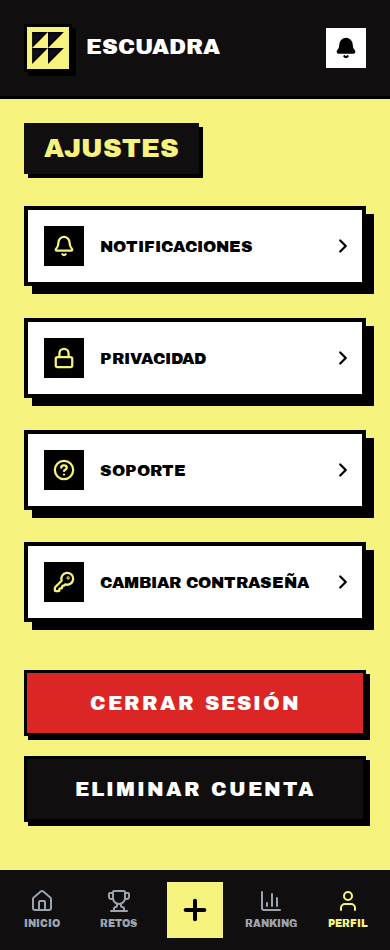 ESCUADRA
AJUSTES
NOTIFICACIONES
PRIVACIDAD
SOPORTE
CAMBIAR CONTRASEÑA
CERRAR SESIÓN
ELIMINAR CUENTA
INICIO RETOS RANKING PERFIL